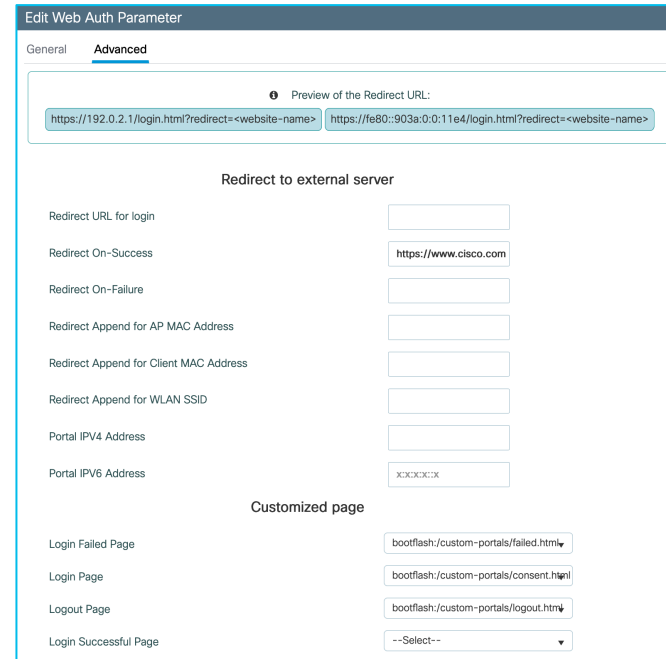 Edit Web Auth Parameter
General Advanced
Preview of the Redirect URL:
https://192.0.2.1/login.html?redirect=<website-name> https://fe80::903a:0:0:11e4/login.html?redirect=<website-name>
Redirect to external server
Redirect URL for login
Redirect On-Success https://www.cisco.com
Redirect On-Failure
Redirect Append for AP MAC Address
Redirect Append for Client MAC Address
Redirect Append for WLAN SSID
Portal IPV4 Address
Portal IPV6 Address x:x:x:x::x
Customized page
Login Failed Page bootflash:/custom-portals/failed.html
Login Page bootflash:/custom-portals/consent.html
Logout Page bootflash:/custom-portals/logout.html
Login Successful Page --Select--